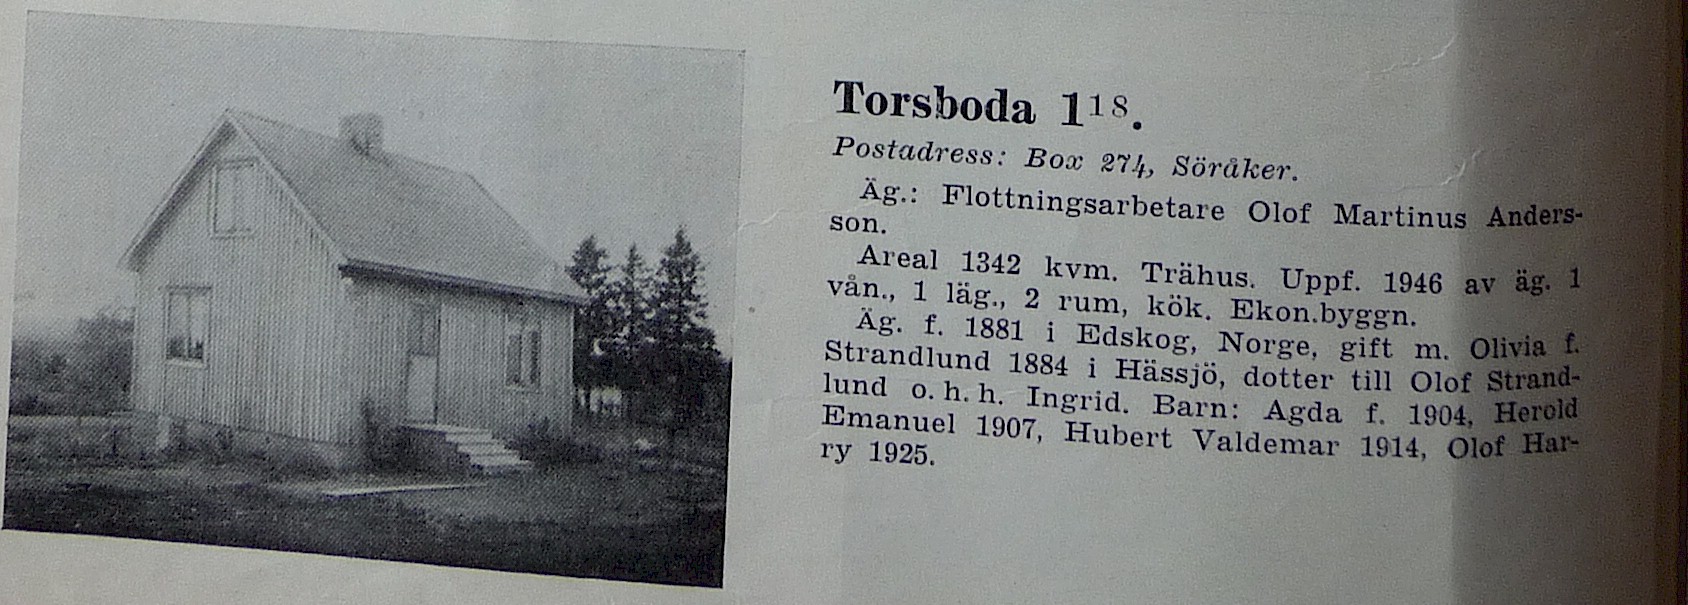 Torsboda 1¹⁸.
Postadress: Box 274, Söråker.
Äg.: Flottningsarbetare Olof Martinus Anders-
son.
Areal 1342 kvm. Trähus. Uppf. 1946 av äg. 1
vån., 1 läg., 2 rum, kök. Ekon.byggn.
Äg. f. 1881 i Edskog, Norge, gift m. Olivia f.
Strandlund 1884 i Hässjö, dotter till Olof Strand-
lund o. h. h. Ingrid. Barn: Agda f. 1904, Herold
Emanuel 1907, Hubert Valdemar 1914, Olof Har-
ry 1925.